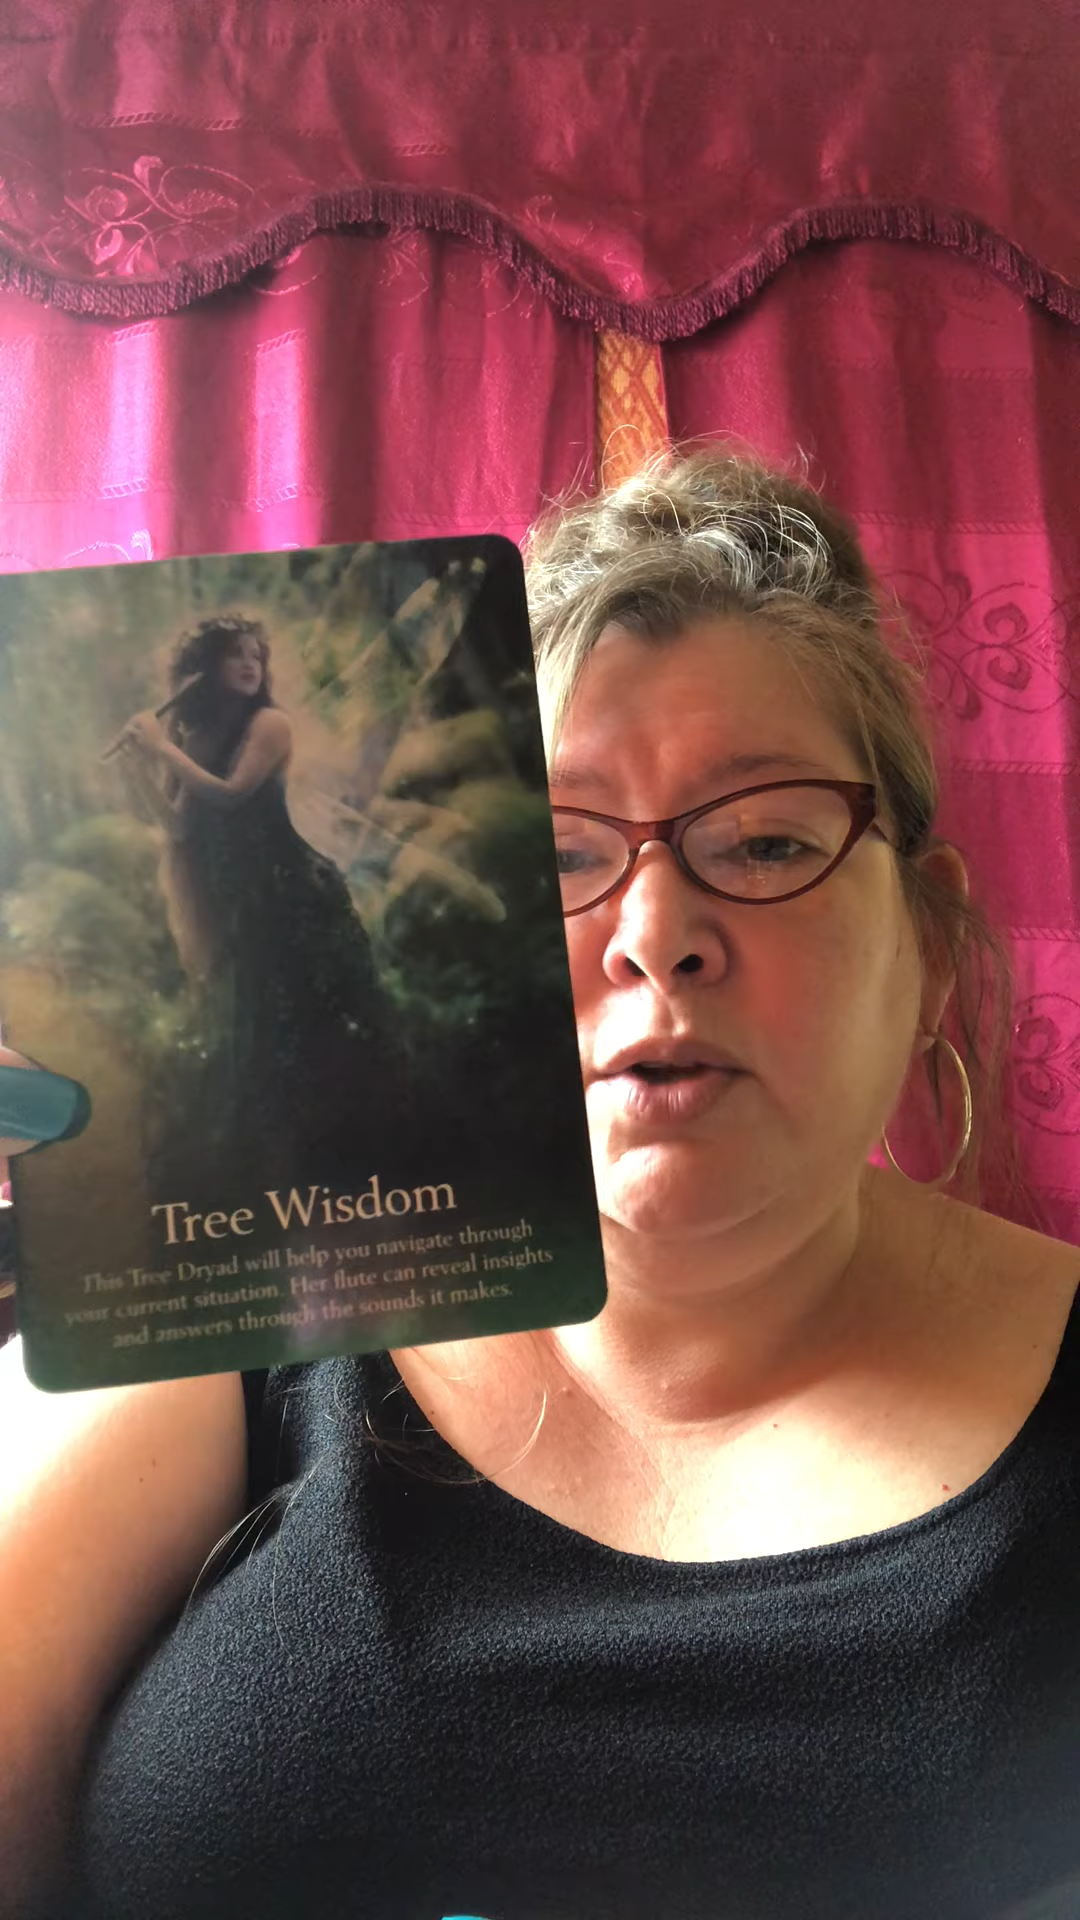 Tree Wisdom
This Tree Dryad will help you navigate through
your current situation. Her flute can reveal insights
and answers through the sounds it makes.